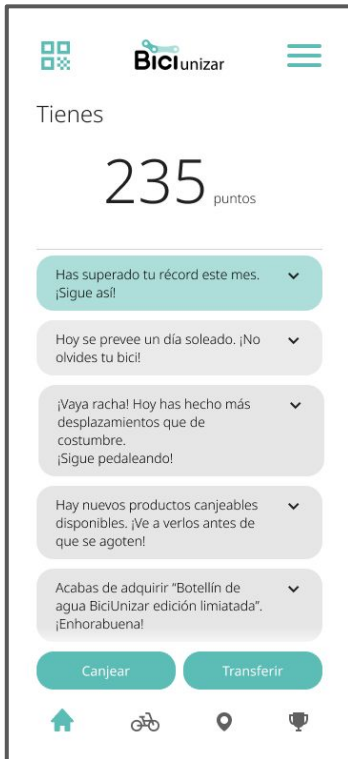 BICIunizar
Tienes
235 puntos
Has superado tu récord este mes.
¡Sigue así!
Hoy se prevee un día soleado. ¡No
olvides tu bici!
¡Vaya racha! Hoy has hecho más
desplazamientos que de
costumbre.
¡Sigue pedaleando!
Hay nuevos productos canjeables
disponibles. ¡Ve a verlos antes de
que se agoten!
Acabas de adquirir “Botellín de
agua BiciUnizar edición limiatada”.
¡Enhorabuena!
Canjear Transferir